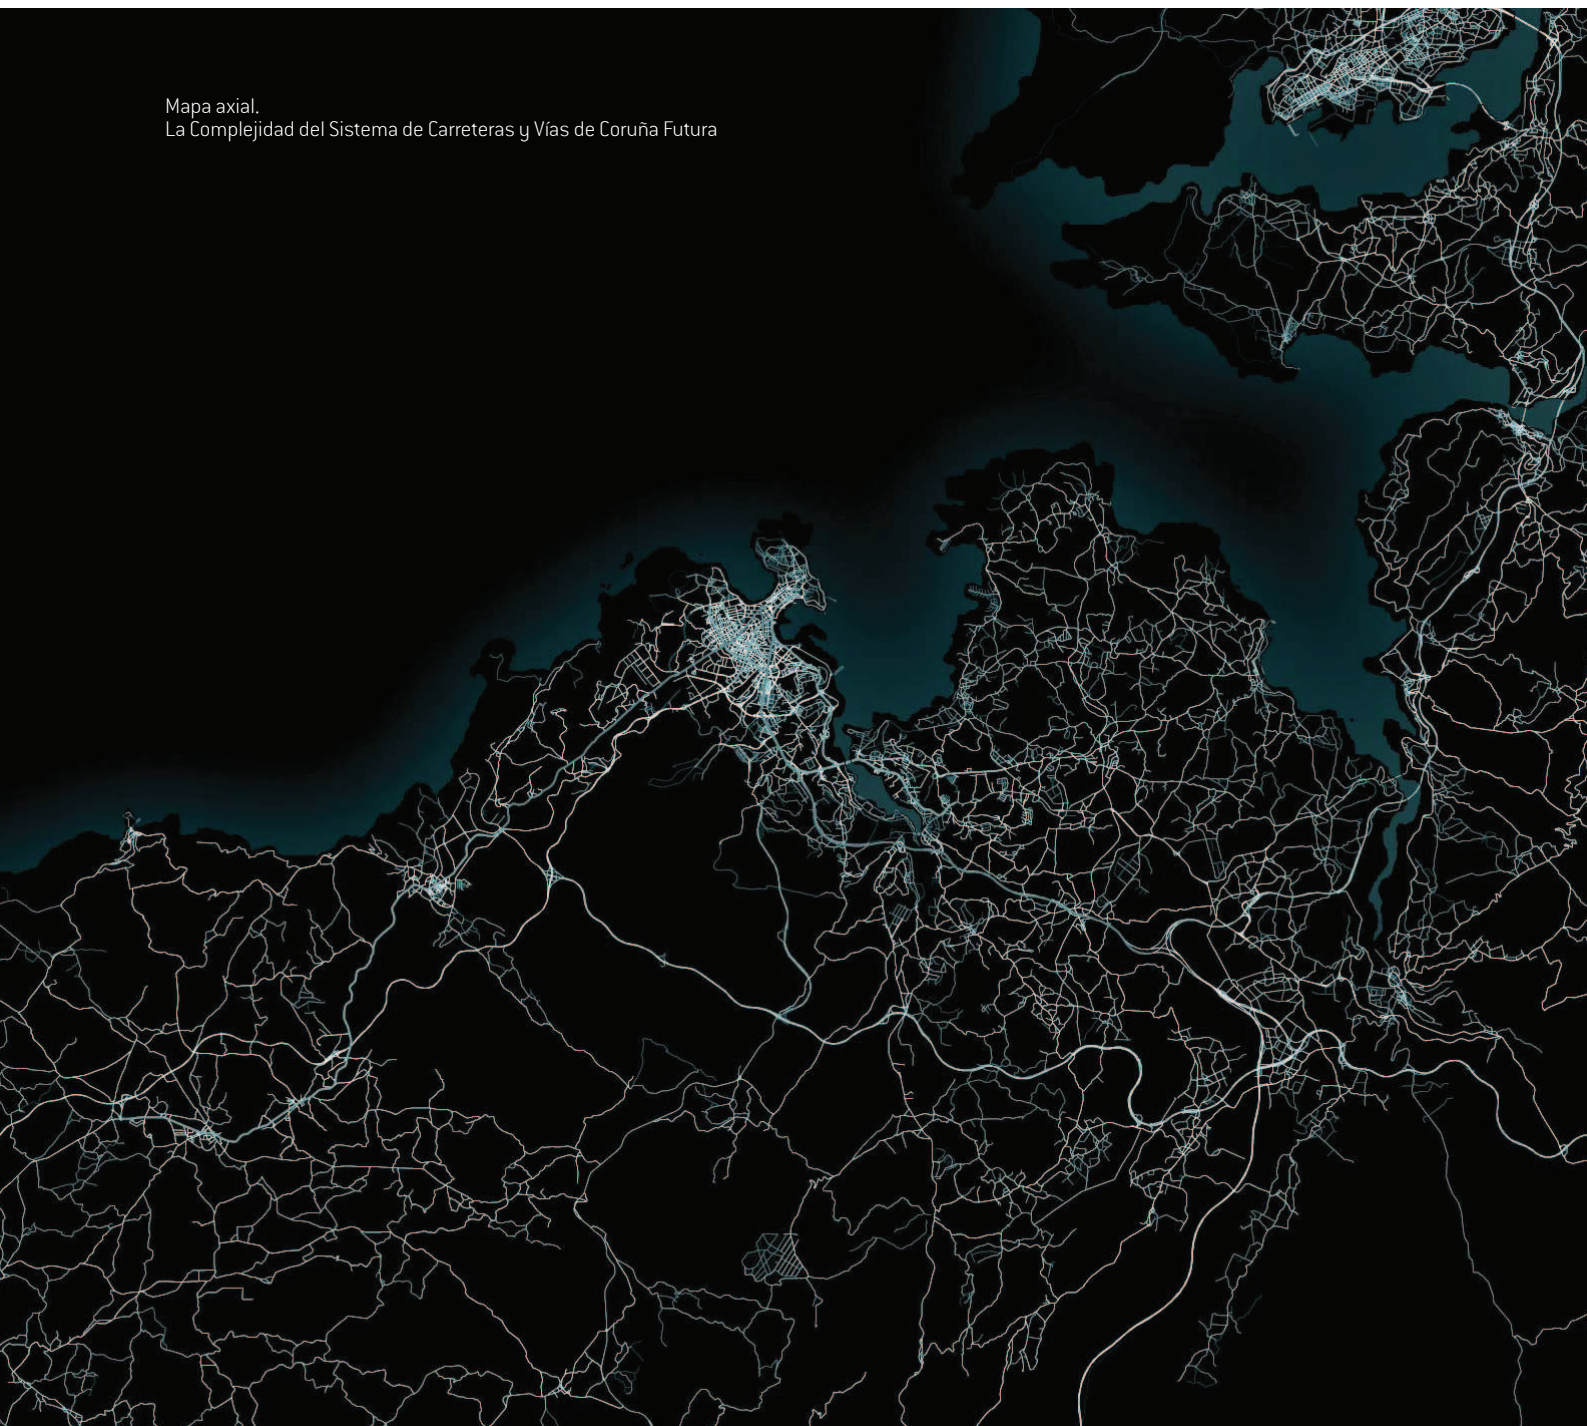 Mapa axial.
La Complejidad del Sistema de Carreteras y Vías de Coruña Futura